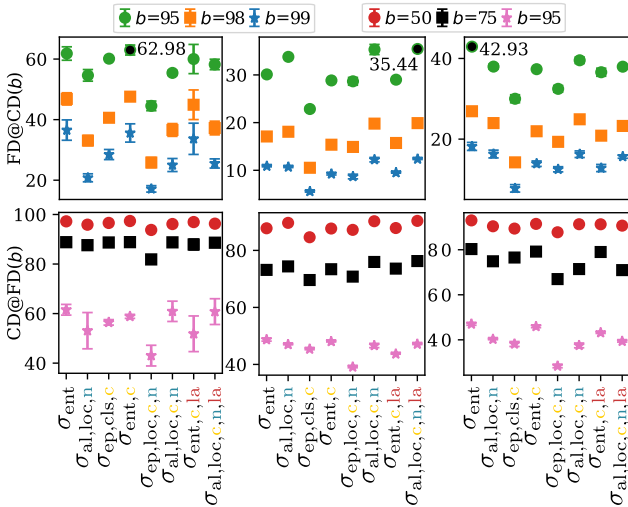 b=95 b=98 b=99
b=50 b=75 b=95
FD@CD(b)
60
40
20
62.98
30
20
10
35.44
40
20
42.93
CD@FD(b)
100
80
60
40
80
60
40
80
60
40
σent
σal,loc,n
σep,cls,c
σent,c
σep,loc,c,n
σal,loc,c,n
σent,c,la
σal,loc,c,n,la
σent
σal,loc,n
σep,cls,c
σent,c
σep,loc,c,n
σal,loc,c,n
σent,c,la
σal,loc,c,n,la
σent
σal,loc,n
σep,cls,c
σent,c
σep,loc,c,n
σal,loc,c,n
σent,c,la
σal,loc,c,n,la